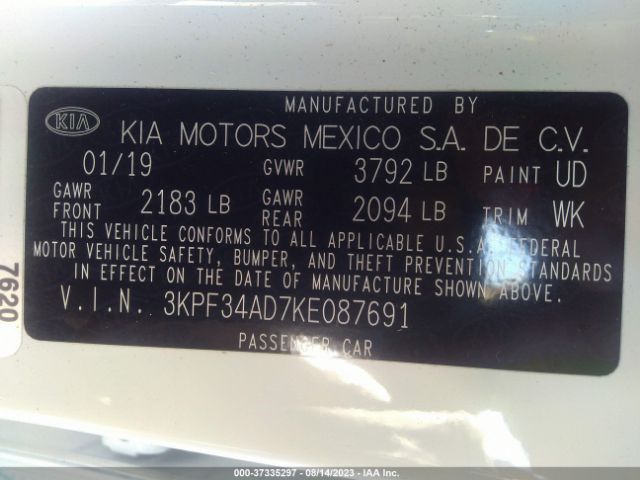 MANUFACTURED BY
KIA KIA MOTORS MEXICO S.A. DE C.V.
01/19 GVWR 3792 LB PAINT UD
GAWR FRONT 2183 LB GAWR REAR 2094 LB TRIM WK
THIS VEHICLE CONFORMS TO ALL APPLICABLE U.S.A. FEDERAL
MOTOR VEHICLE SAFETY, BUMPER, AND THEFT PREVENTION STANDARDS
IN EFFECT ON THE DATE OF MANUFACTURE SHOWN ABOVE.
V.I.N. 3KPF34AD7KE087691
PASSENGER CAR
7620
000-37335297 - 08/14/2023 - IAA Inc.